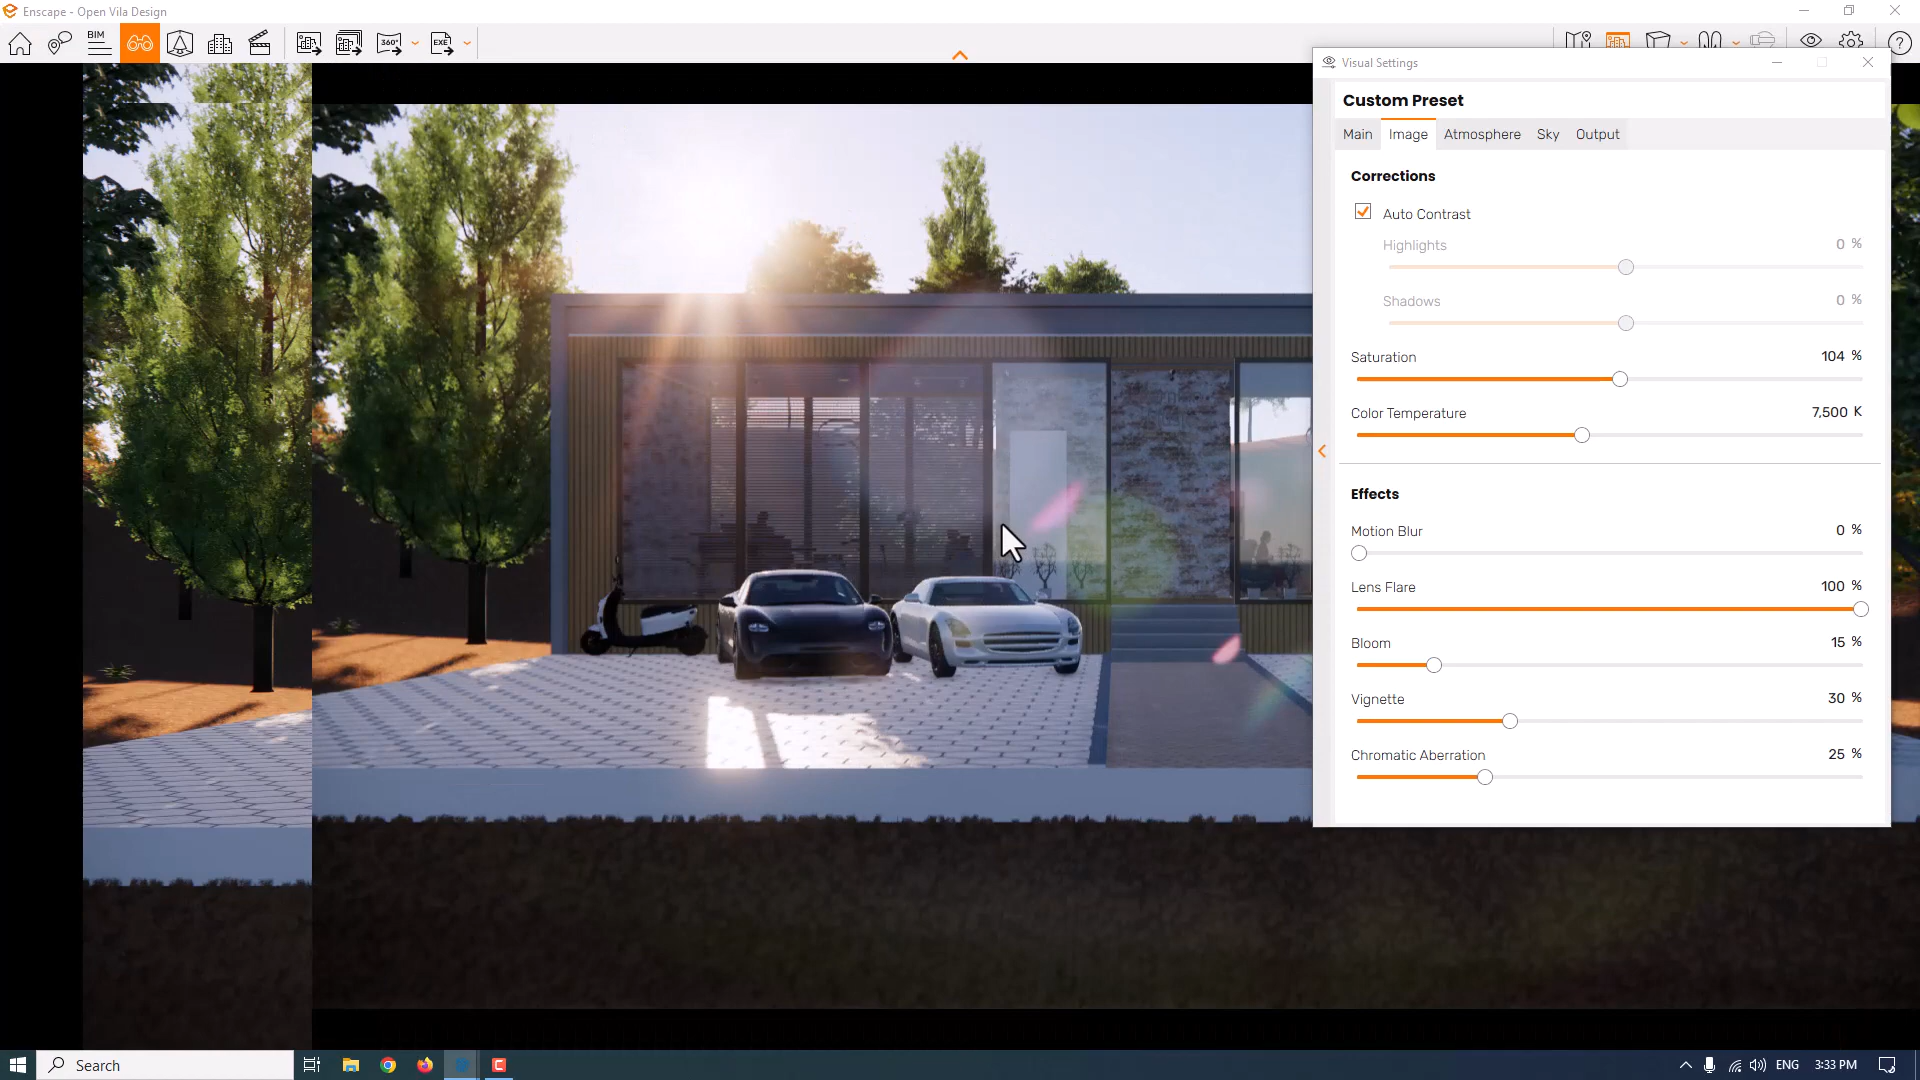 Enscape - Open Vila Design
BIM
360°
EXE
?
Visual Settings
Custom Preset
Main Image Atmosphere Sky Output
Corrections
Auto Contrast
Highlights 0 %
Shadows 0 %
Saturation 104 %
Color Temperature 7,500 K
Effects
Motion Blur 0 %
Lens Flare 100 %
Bloom 15 %
Vignette 30 %
Chromatic Aberration 25 %
Search
C
ENG 3:33 PM